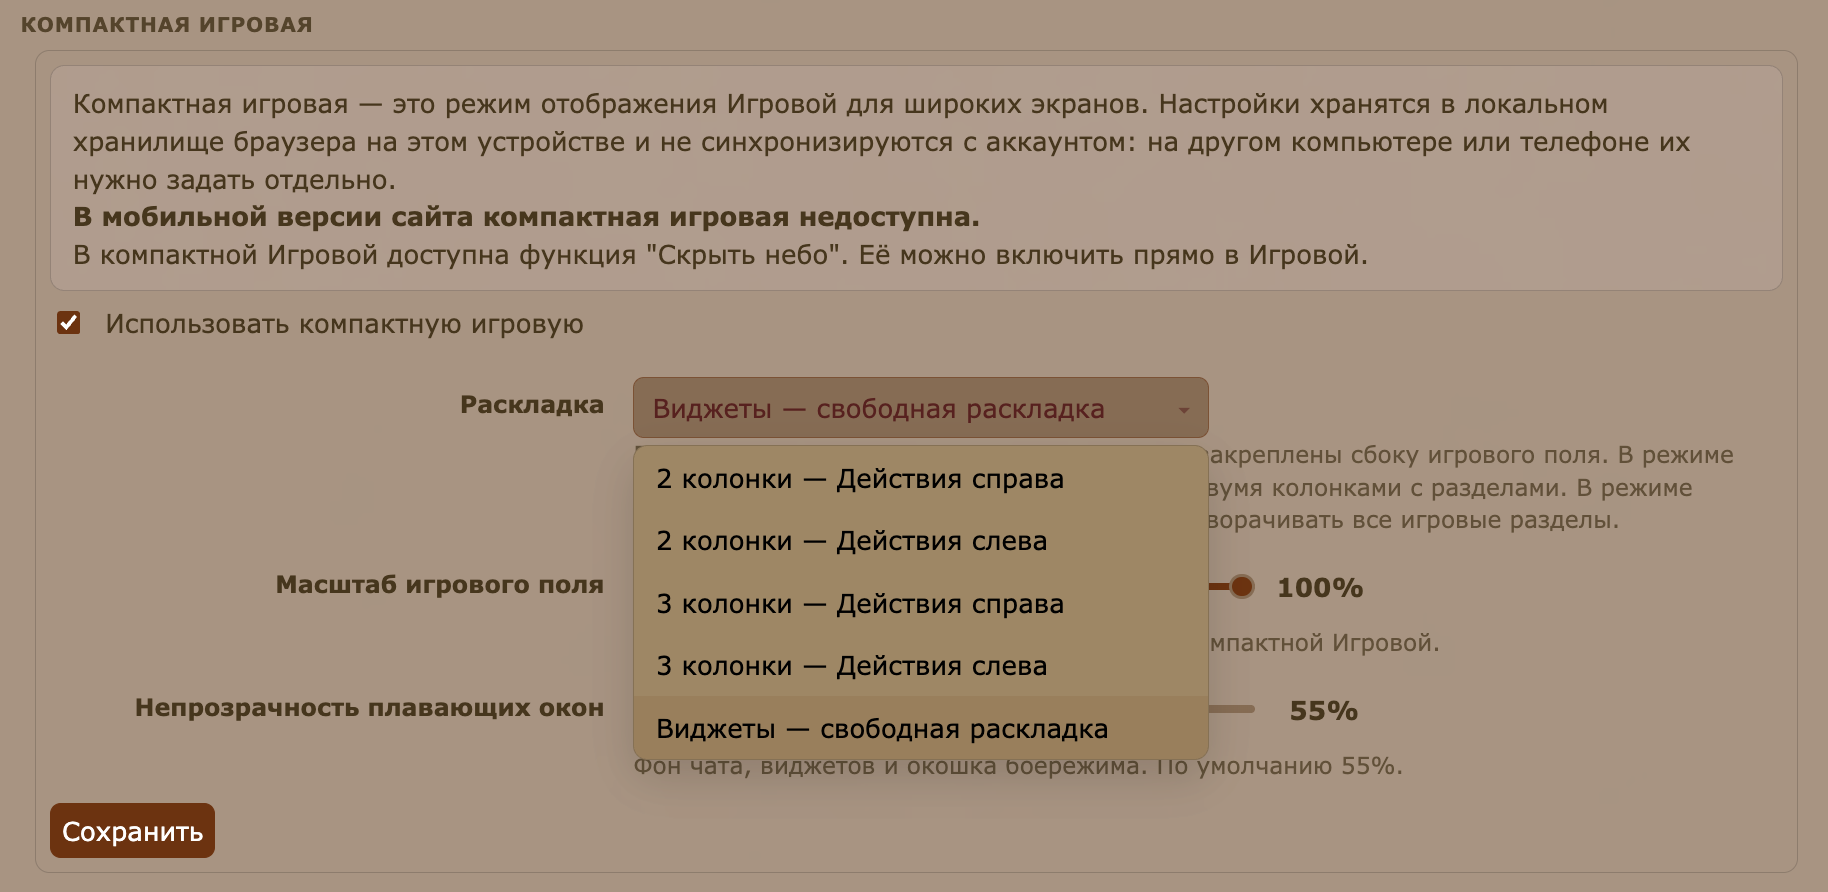 КОМПАКТНАЯ ИГРОВАЯ
Компактная игровая — это режим отображения Игровой для широких экранов. Настройки хранятся в локальном
хранилище браузера на этом устройстве и не синхронизируются с аккаунтом: на другом компьютере или телефоне их
нужно задать отдельно.
В мобильной версии сайта компактная игровая недоступна.
В компактной Игровой доступна функция "Скрыть небо". Её можно включить прямо в Игровой.
Использовать компактную игровую
Раскладка
Виджеты — свободная раскладка
2 колонки — Действия справа
2 колонки — Действия слева
3 колонки — Действия справа
3 колонки — Действия слева
Виджеты — свободная раскладка
сбоку игрового поля. В режиме
колонками с разделами. В режиме
все игровые разделы.
Масштаб игрового поля
100%
Игровой.
Непрозрачность плавающих окон
55%
Фон чата, виджетов и окошка боережима. По умолчанию 55%.
Сохранить